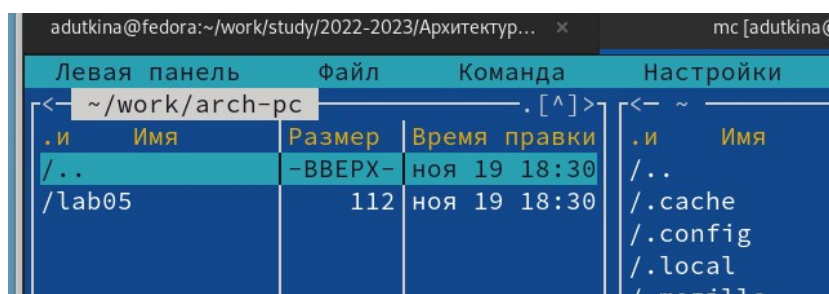 adutkina@fedora:~/work/study/2022-2023/Архитектур... × mc [adutkina@
Левая панель Файл Команда Настройки
<— ~/work/arch-pc .[^]> <— ~
.и Имя Размер Время правки .и Имя
/.. -ВВЕРХ- ноя 19 18:30 /..
/lab05 112 ноя 19 18:30 /.cache
/.config
/.local